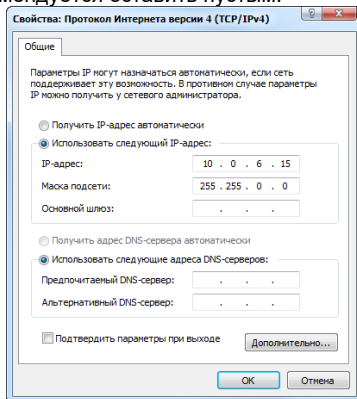 оставить пустым.
Свойства: Протокол Интернета версии 4 (TCP/IPv4)
Общие
Параметры IP могут назначаться автоматически, если сеть
поддерживает эту возможность. В противном случае параметры
IP можно получить у сетевого администратора.
Получить IP-адрес автоматически
Использовать следующий IP-адрес:
IP-адрес: 10 . 0 . 6 . 15
Маска подсети: 255 . 255 . 0 . 0
Основной шлюз: . . .
Получить адрес DNS-сервера автоматически
Использовать следующие адреса DNS-серверов:
Предпочитаемый DNS-сервер: . . .
Альтернативный DNS-сервер: . . .
Подтвердить параметры при выходе
Дополнительно...
OK Отмена